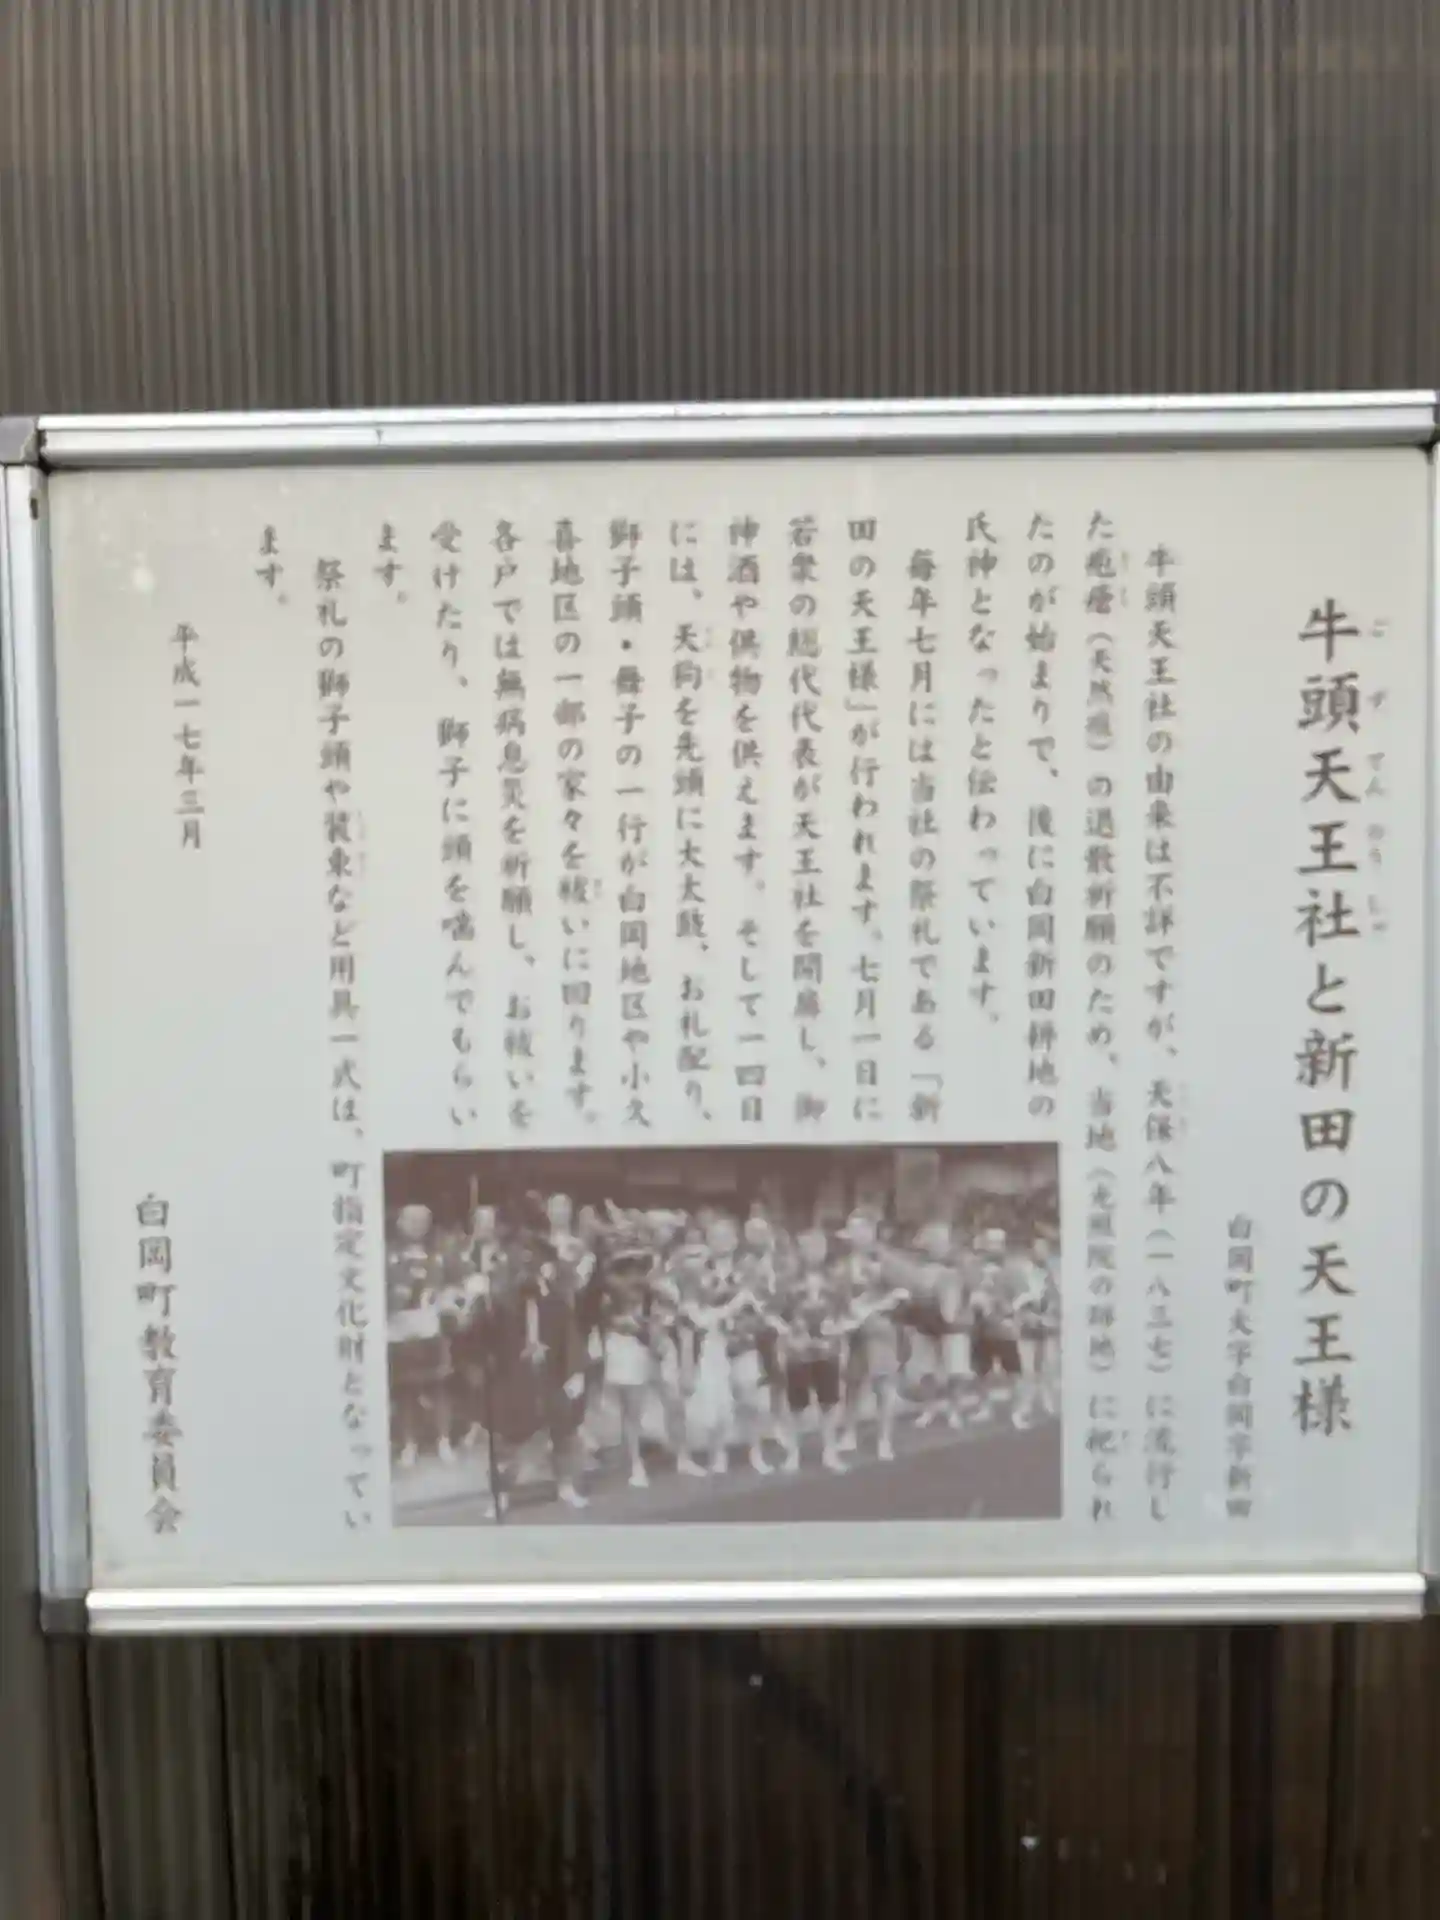 牛頭天王社と新田の天王様
ごずてんのうしゃ
白岡町大字白岡字新田
牛頭天王社の由来は不詳ですが、天保八年（一八三七）に流行し
た疱瘡（天然痘）の退散祈願のため、当地（光照院の跡地）に祀られ
たのが始まりで、後に白岡新田耕地の
氏神となったと伝わっています。
毎年七月には当社の祭礼である「新
田の天王様」が行われます。七月一日に
若衆の総代代表が天王社を開扉し、御
神酒や供物を供えます。そして一四日
には、天狗を先頭に大太鼓、お札配り、
獅子頭・舞子の一行が白岡地区や小久
喜地区の一部の家々を祓いに回ります。
各戸では無病息災を祈願し、お祓いを
受けたり、獅子に頭を噛んでもらい
ます。
祭礼の獅子頭や装束など用具一式は、町指定文化財となってい
ます。
平成一七年三月
白岡町教育委員会